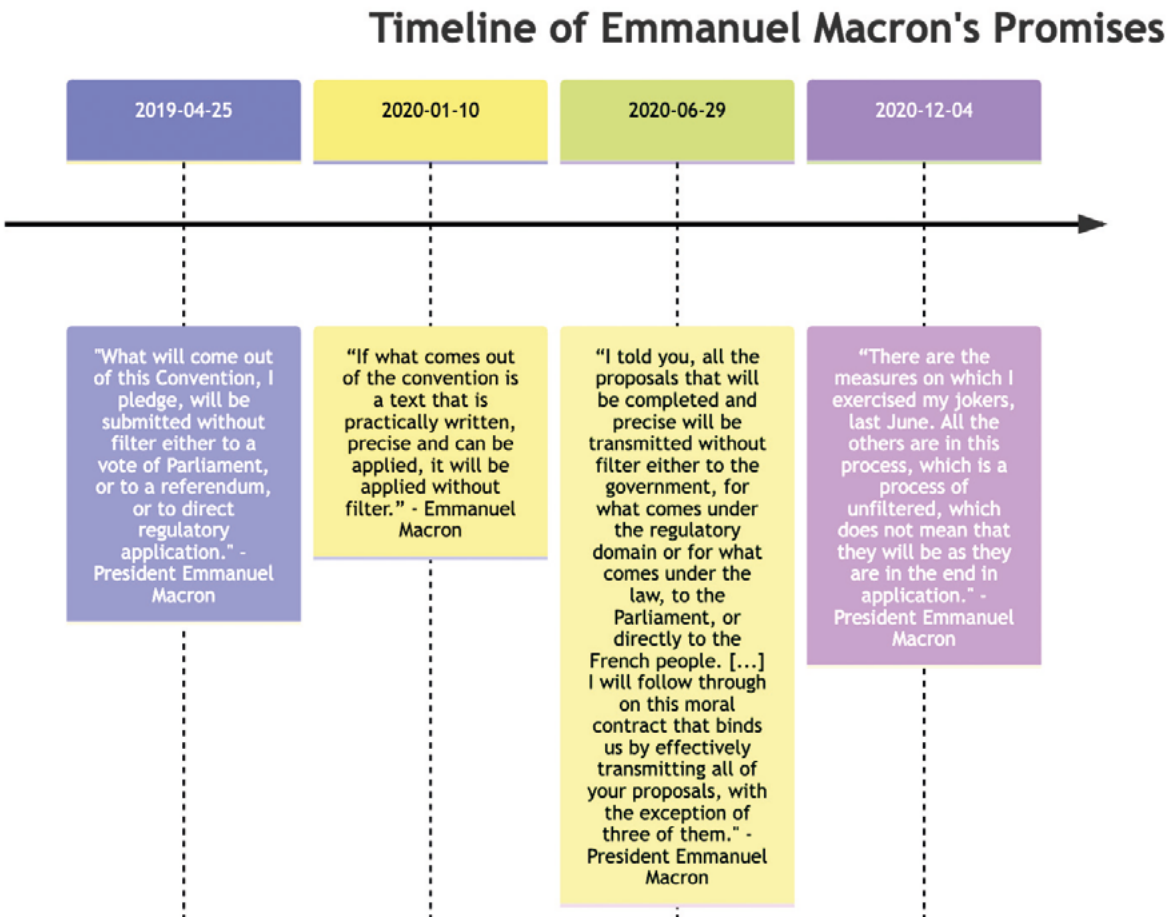 Timeline of Emmanuel Macron's Promises
2019-04-25
2020-01-10
2020-06-29
2020-12-04
"What will come out
of this Convention, I
pledge, will be
submitted without
filter either to a
vote of Parliament,
or to a referendum,
or to direct
regulatory
application." -
President Emmanuel
Macron
“If what comes out
of the convention is
a text that is
practically written,
precise and can be
applied, it will be
applied without
filter.” - Emmanuel
Macron
“I told you, all the
proposals that will
be completed and
precise will be
transmitted without
filter either to the
government, for
what comes under
the regulatory
domain or for what
comes under the
law, to the
Parliament, or
directly to the
French people. [...]
I will follow through
on this moral
contract that binds
us by effectively
transmitting all of
your proposals, with
the exception of
three of them." -
President Emmanuel
Macron
“There are the
measures on which I
exercised my jokers,
last June. All the
others are in this
process, which is a
process of
unfiltered, which
does not mean that
they will be as they
are in the end in
application." -
President Emmanuel
Macron